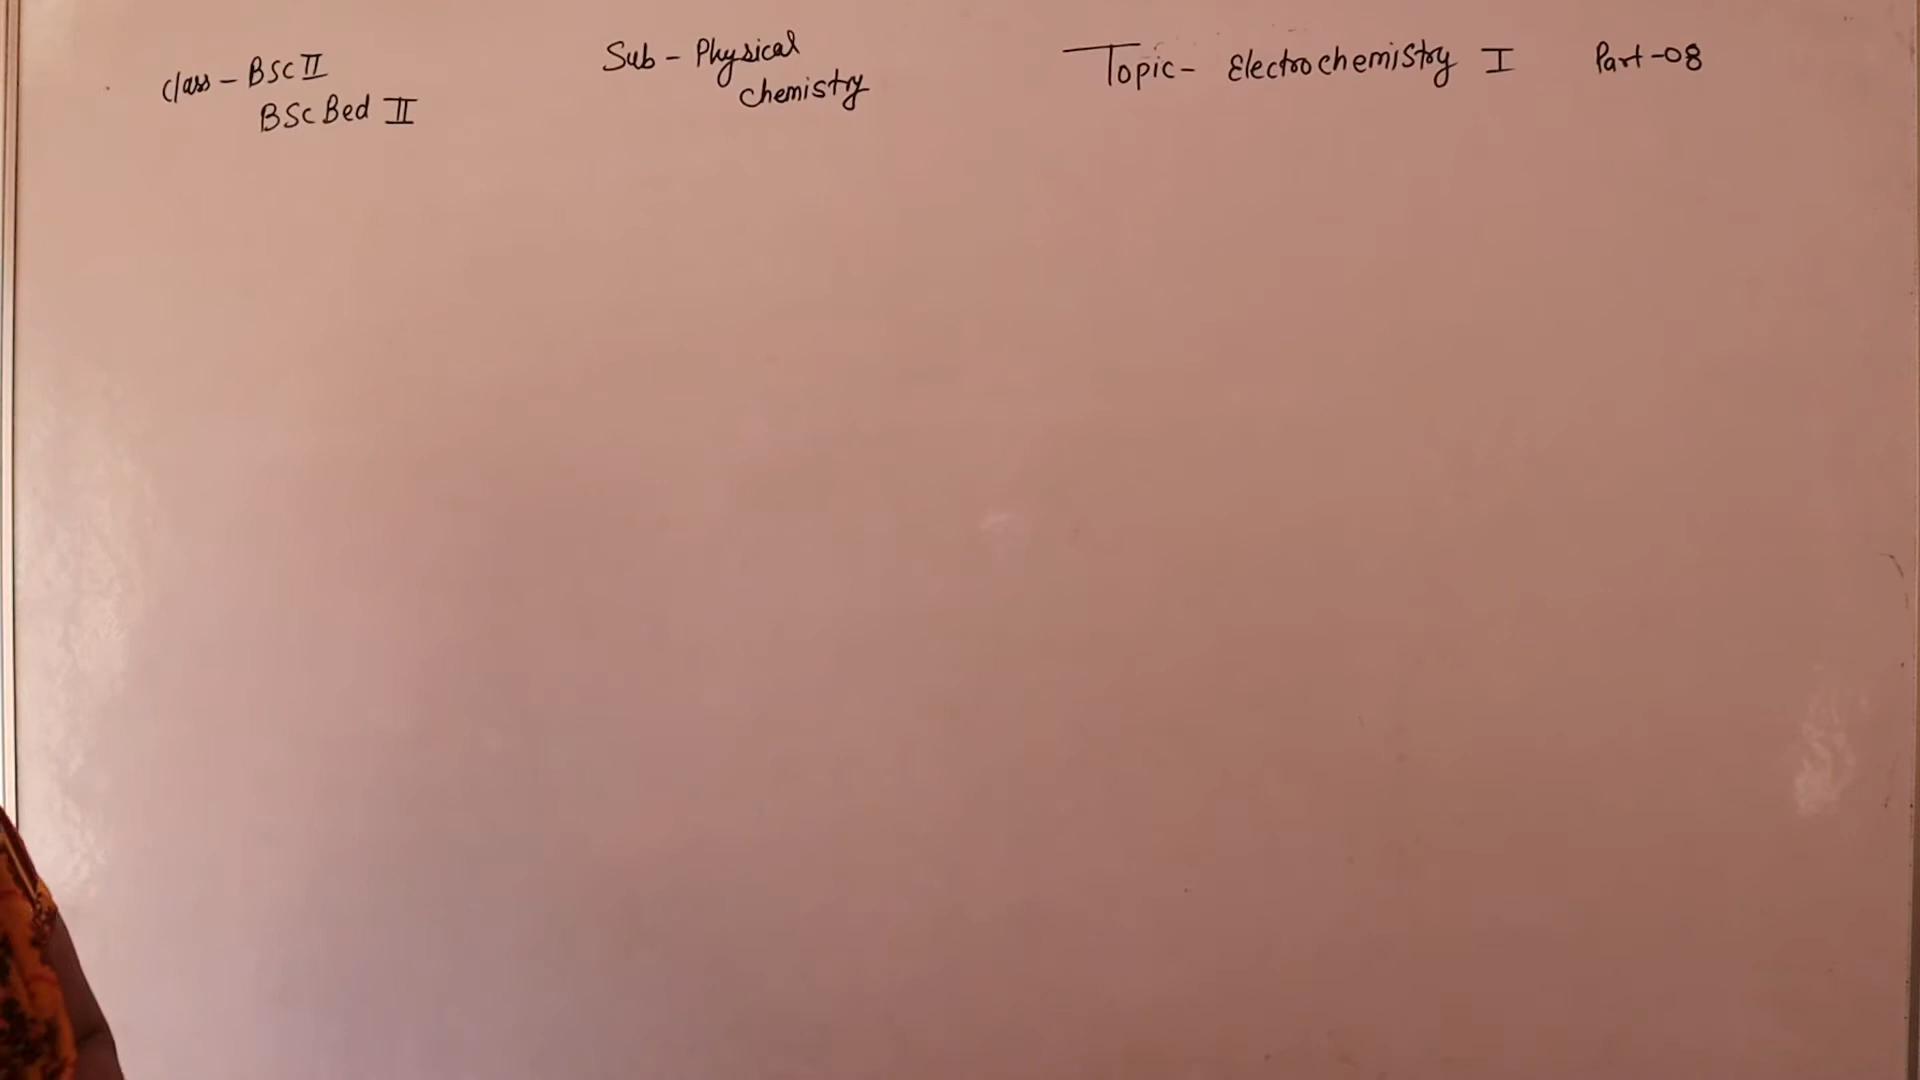 Class - BSc II
BSc Bed II
Sub - Physical
chemistry
Topic - Electrochemistry I Part-08